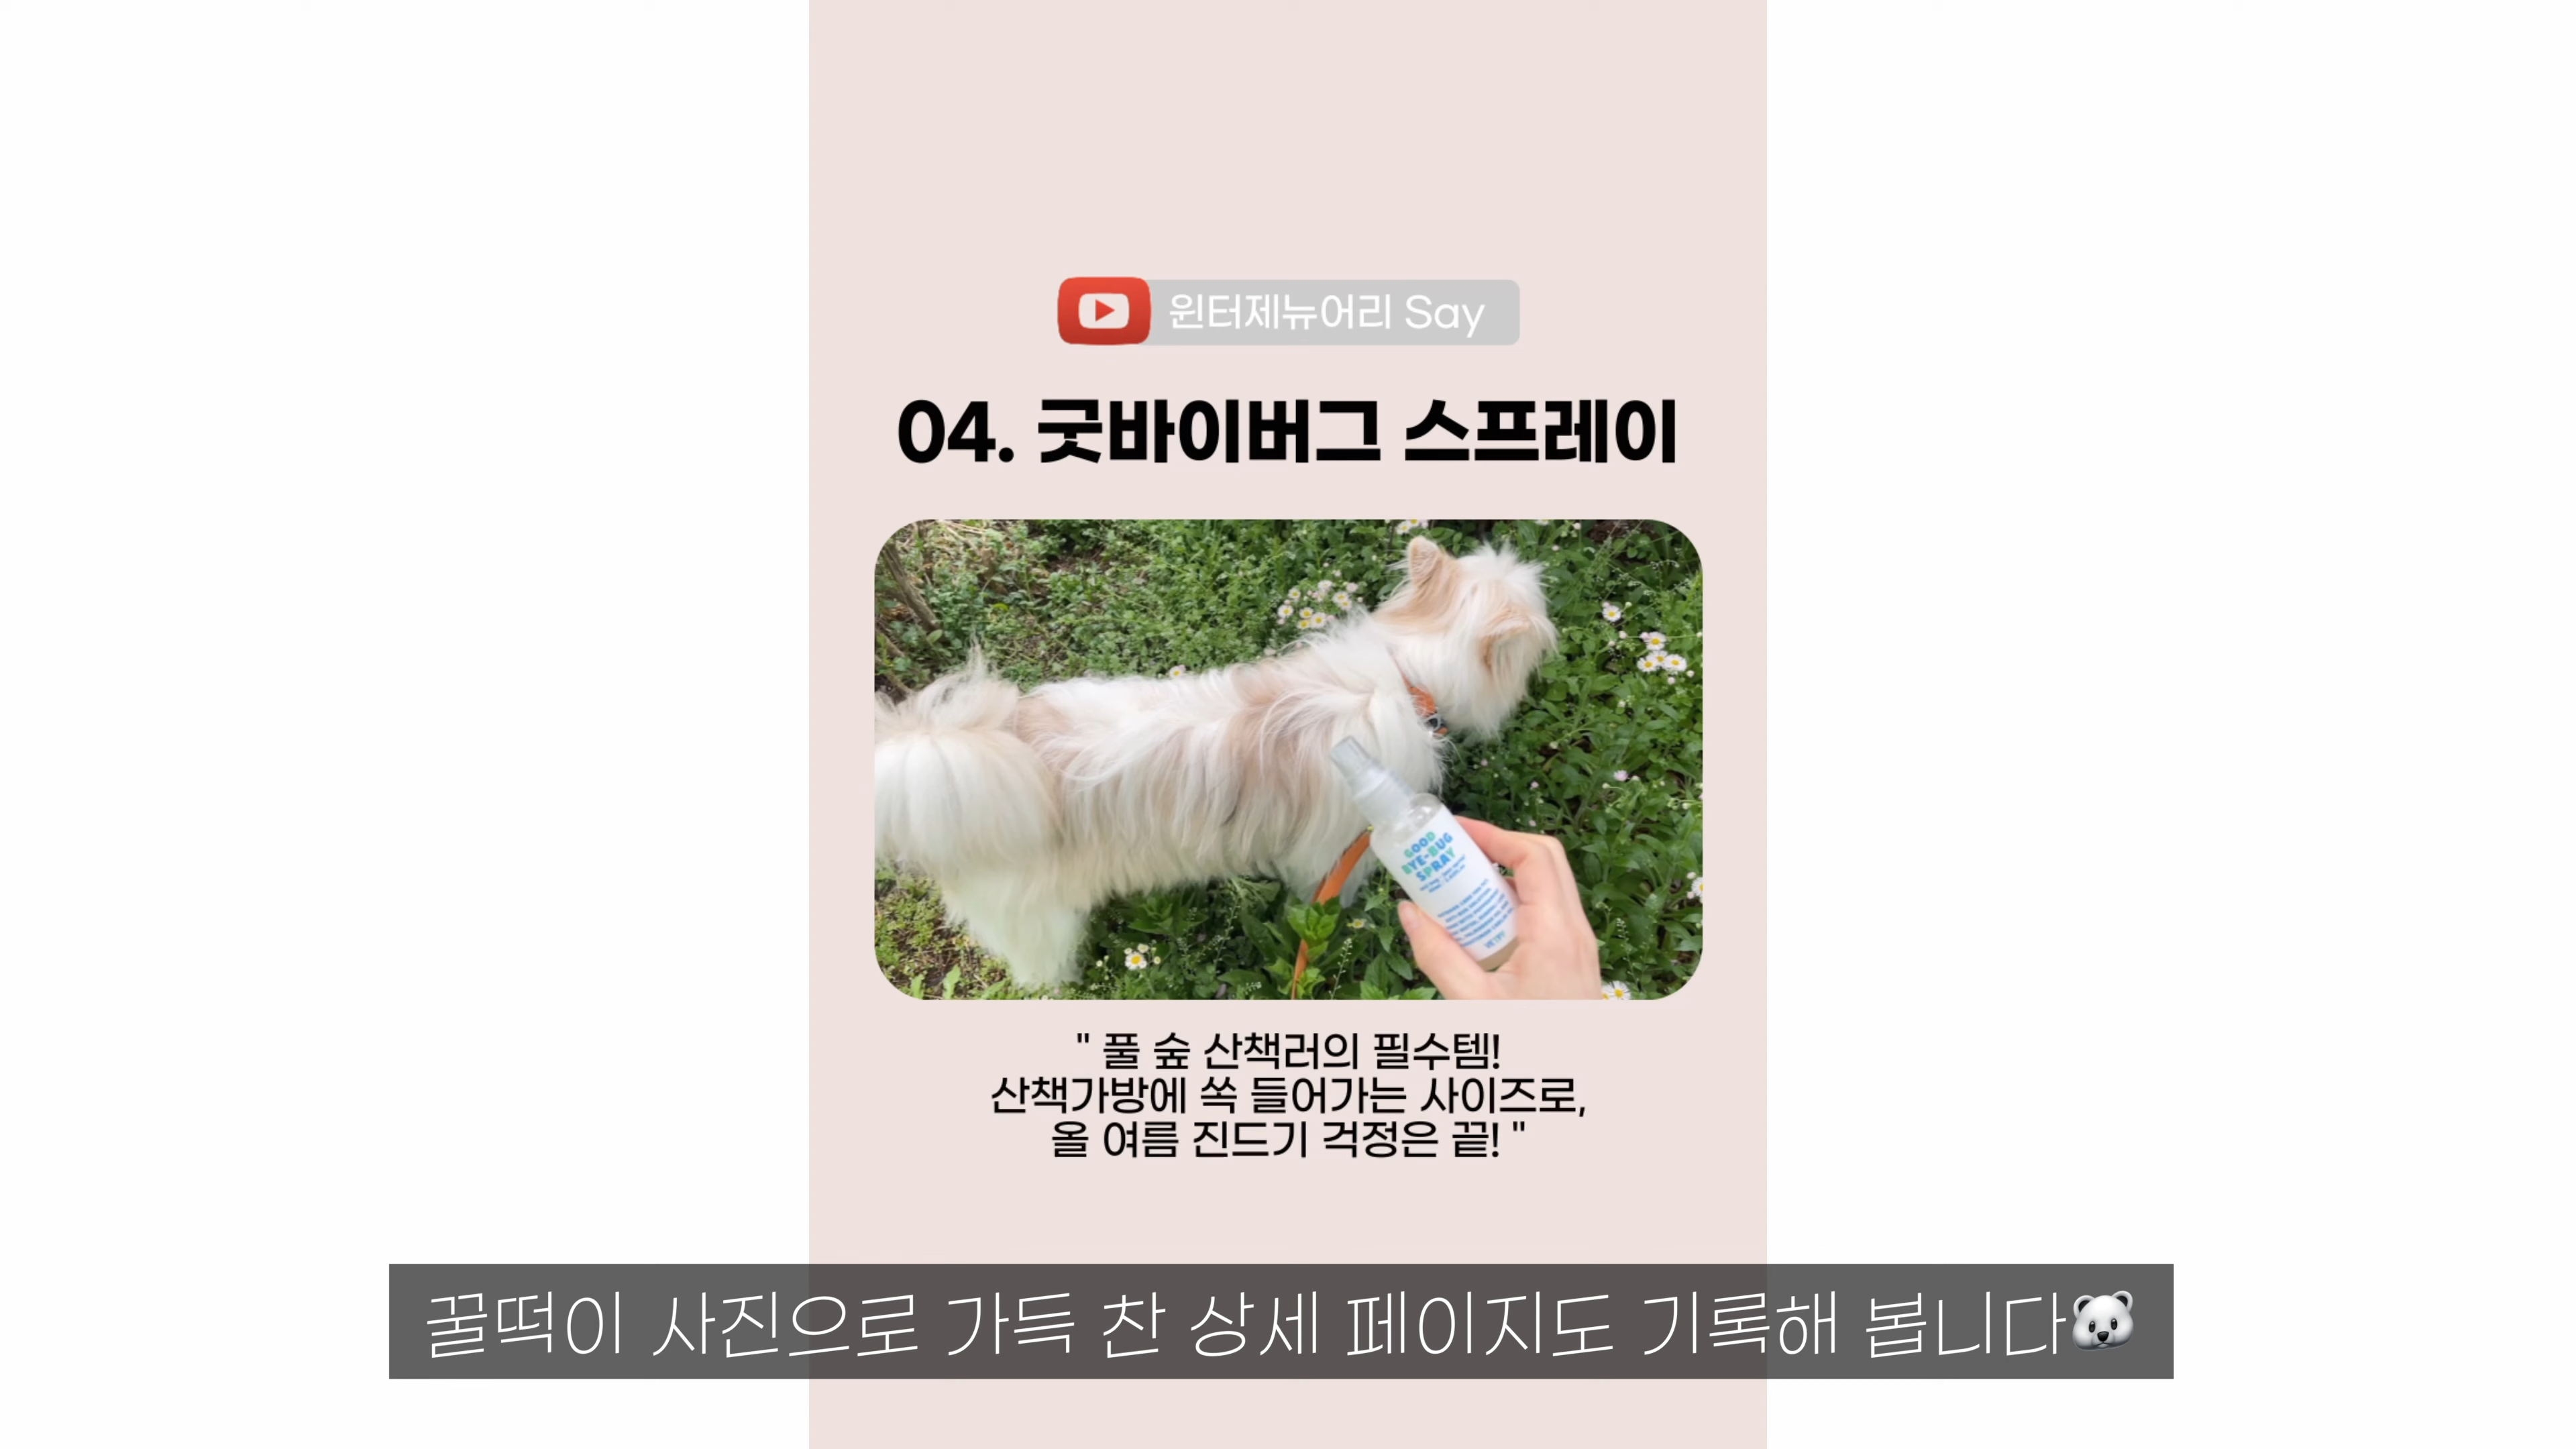 윈터제뉴어리 Say
04. 굿바이버그 스프레이
GOOD
BYE-BUG
SPRAY
" 풀 숲 산책러의 필수템!
산책가방에 쏙 들어가는 사이즈로,
올 여름 진드기 걱정은 끝! "
꿀떡이 사진으로 가득 찬 상세 페이지도 기록해 봅니다🐻‍❄️